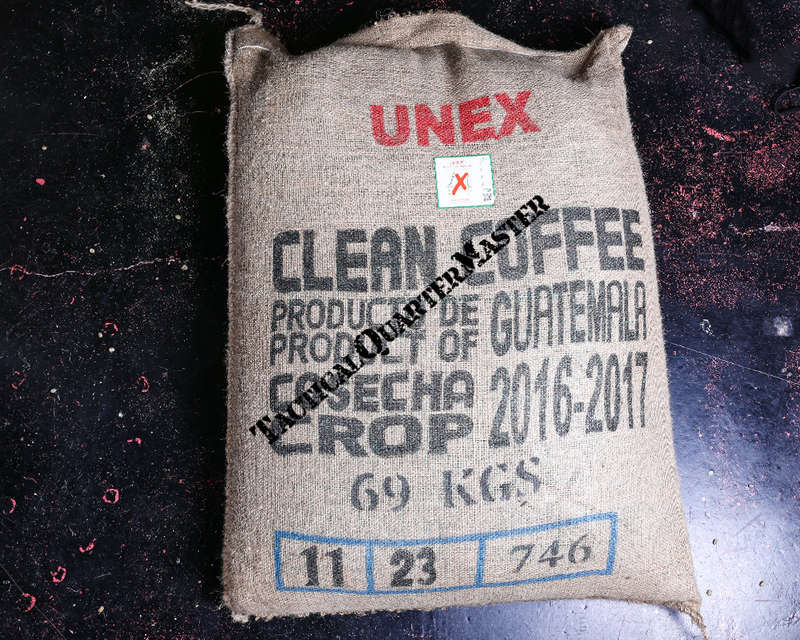 UNEX
X
CLEAN COFFEE
PRODUCTO DE
PRODUCT OF
GUATEMALA
COSECHA
CROP
2016-2017
69 KGS
11 23 746
TACTICALQUARTERMASTER